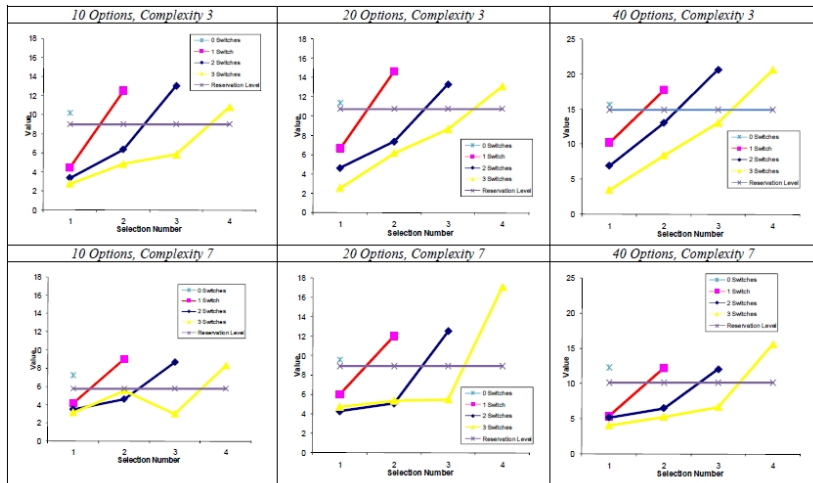 10 Options, Complexity 3
18
16
14
12
10
8
6
4
2
0
Value
1 2 3 4
Selection Number
0 Switches
1 Switch
2 Switches
3 Switches
Reservation Level
20 Options, Complexity 3
18
16
14
12
10
8
6
4
2
0
Value
1 2 3 4
Selection Number
0 Switches
1 Switch
2 Switches
3 Switches
Reservation Level
40 Options, Complexity 3
25
20
15
10
5
0
Value
1 2 3 4
Selection Number
0 Switches
1 Switch
2 Switches
3 Switches
Reservation Level
10 Options, Complexity 7
18
16
14
12
10
8
6
4
2
0
Value
1 2 3 4
Selection Number
0 Switches
1 Switch
2 Switches
3 Switches
Reservation Level
20 Options, Complexity 7
18
16
14
12
10
8
6
4
2
0
Value
1 2 3 4
Selection Number
0 Switches
1 Switch
2 Switches
3 Switches
Reservation Level
40 Options, Complexity 7
25
20
15
10
5
0
Value
1 2 3 4
Selection Number
0 Switches
1 Switch
2 Switches
3 Switches
Reservation Level